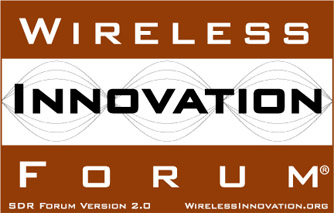 WIRELESS
INNOVATION
FORUM®
SDR FORUM VERSION 2.0 WIRELESSINNOVATION.ORG